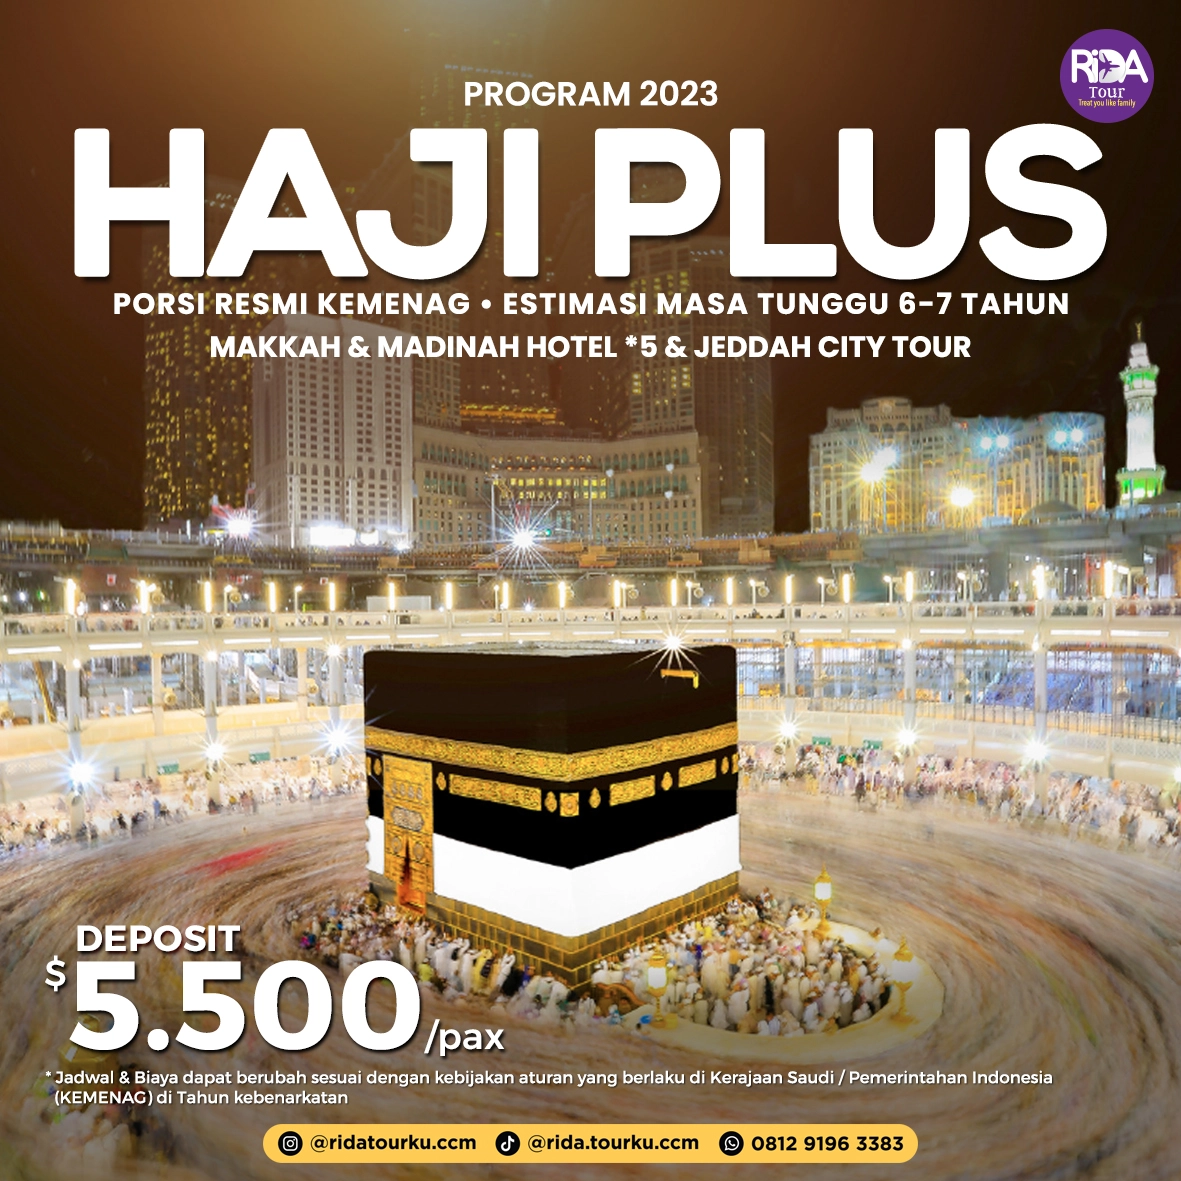 RiDA
Tour
Treat you like family
PROGRAM 2023
HAJI PLUS
PORSI RESMI KEMENAG • ESTIMASI MASA TUNGGU 6-7 TAHUN
MAKKAH & MADINAH HOTEL *5 & JEDDAH CITY TOUR
DEPOSIT
$5.500/pax
* Jadwal & Biaya dapat berubah sesuai dengan kebijakan aturan yang berlaku di Kerajaan Saudi / Pemerintahan Indonesia
(KEMENAG) di Tahun kebenarkatan
@ridatourku.ccm @rida.tourku.ccm 0812 9196 3383